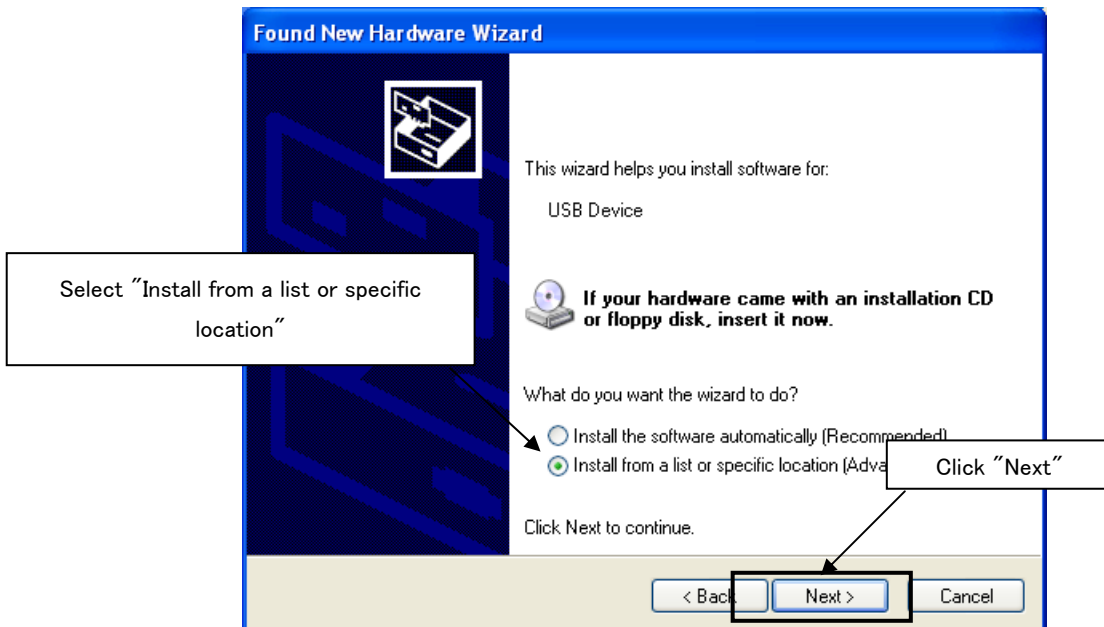 Found New Hardware Wizard
This wizard helps you install software for:
USB Device
Select "Install from a list or specific
location"
If your hardware came with an installation CD
or floppy disk, insert it now.
What do you want the wizard to do?
Install the software automatically (Recommended)
Install from a list or specific location
Click "Next"
Click Next to continue.
< Back
Next >
Cancel